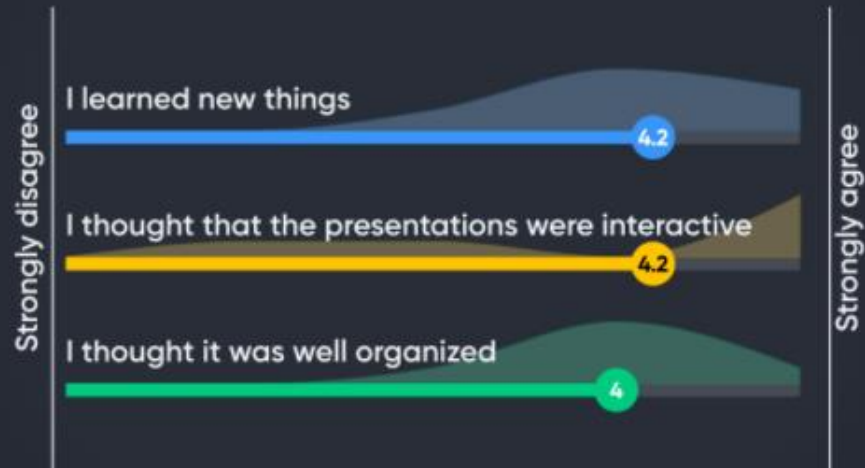 Strongly disagree
I learned new things
4.2
I thought that the presentations were interactive
4.2
I thought it was well organized
4
Strongly agree